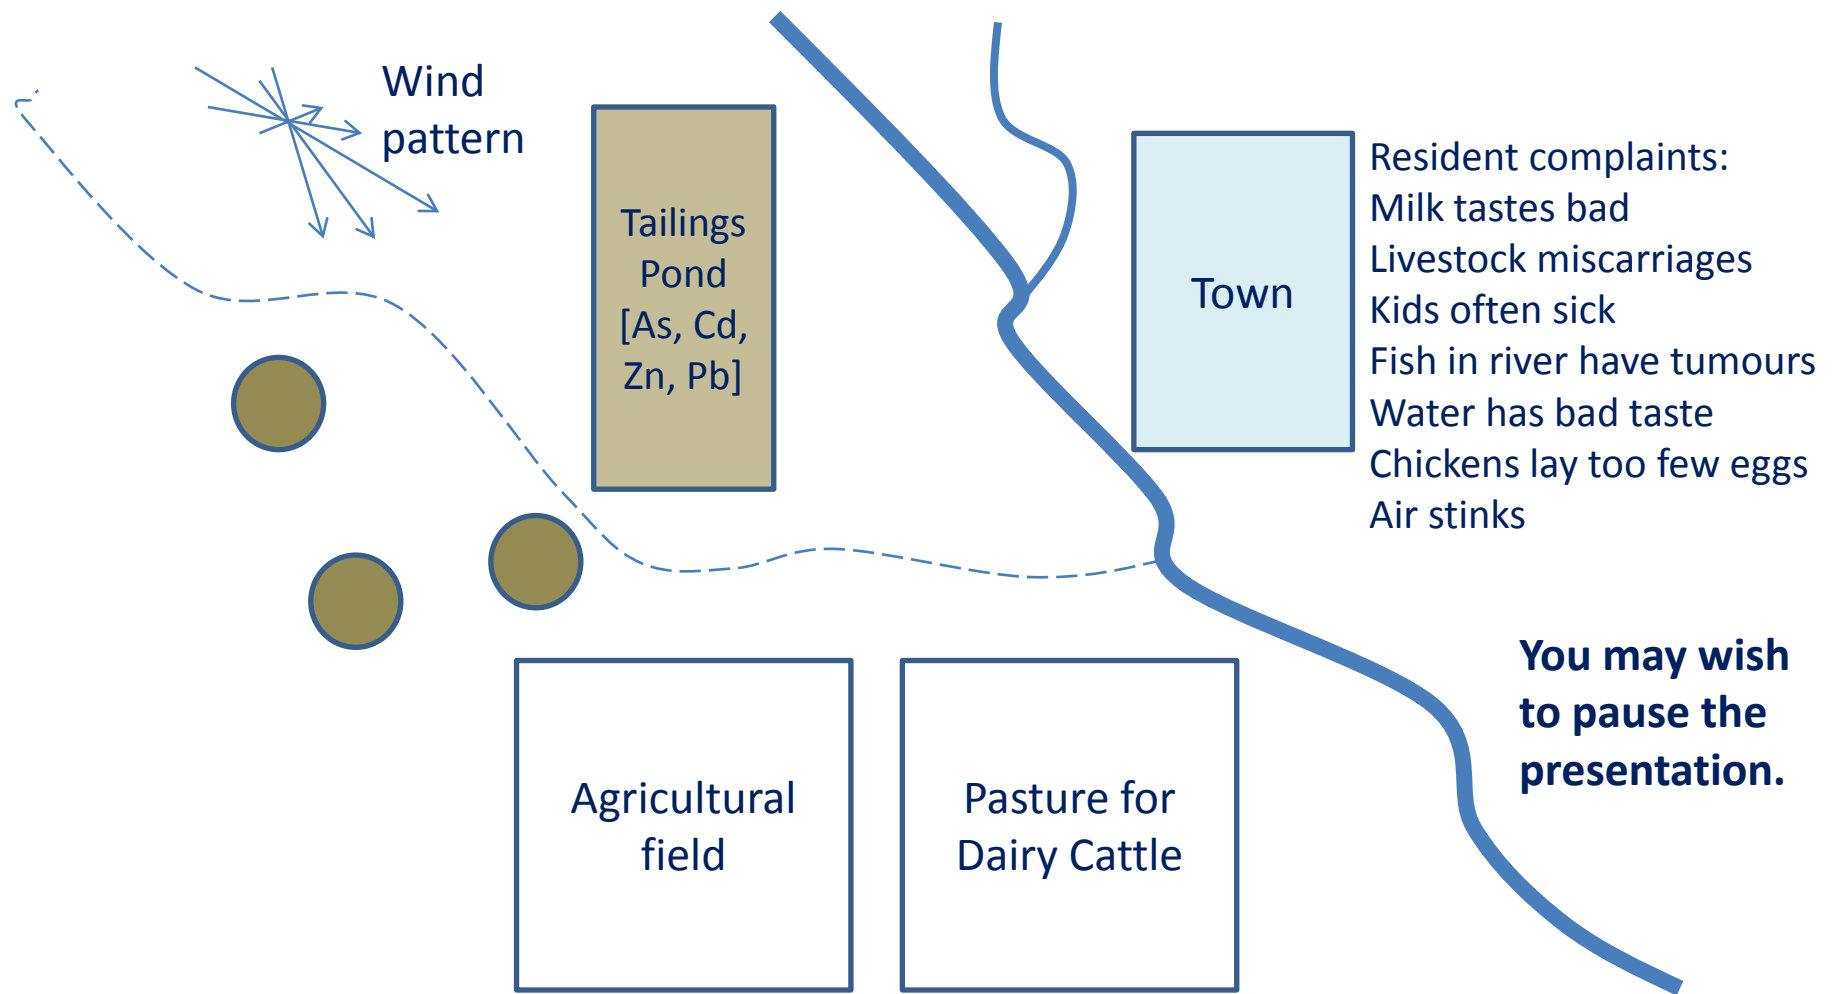 Wind
pattern
Tailings
Pond
[As, Cd,
Zn, Pb]
Town
Resident complaints:
Milk tastes bad
Livestock miscarriages
Kids often sick
Fish in river have tumours
Water has bad taste
Chickens lay too few eggs
Air stinks
You may wish
to pause the
presentation.
Agricultural
field
Pasture for
Dairy Cattle